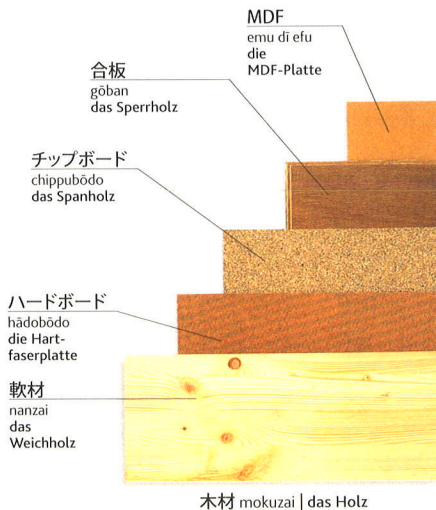 MDF
emu dī efu
die
MDF-Platte
合板
gōban
das Sperrholz
チップボード
chippubōdo
das Spanholz
ハードボード
hādobōdo
die Hart-
faserplatte
軟材
nanzai
das
Weichholz
木材 mokuzai | das Holz